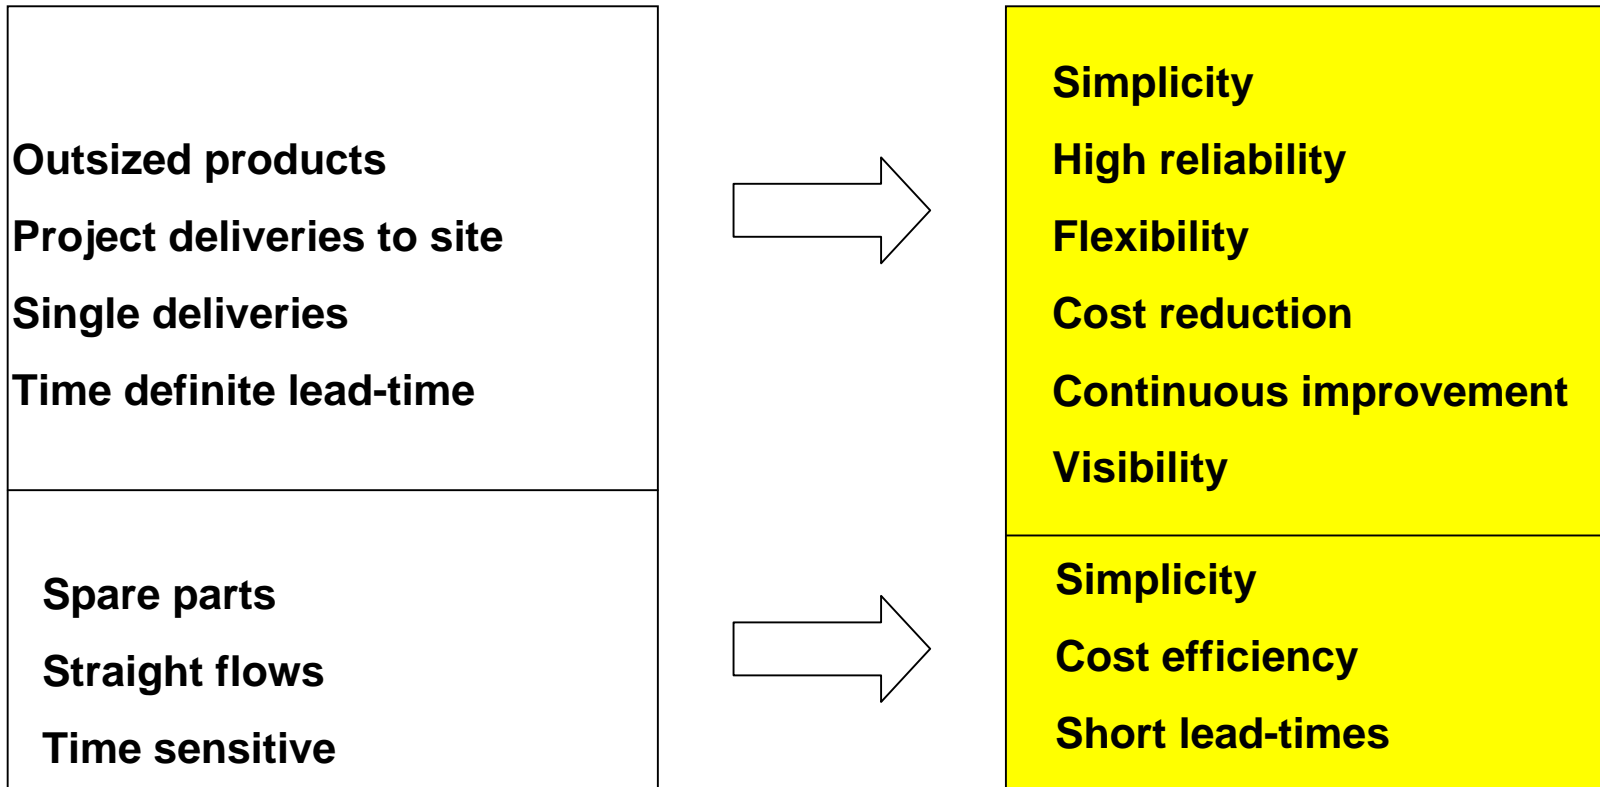 Outsized products
Project deliveries to site
Single deliveries
Time definite lead-time
Simplicity
High reliability
Flexibility
Cost reduction
Continuous improvement
Visibility
Spare parts
Straight flows
Time sensitive
Simplicity
Cost efficiency
Short lead-times